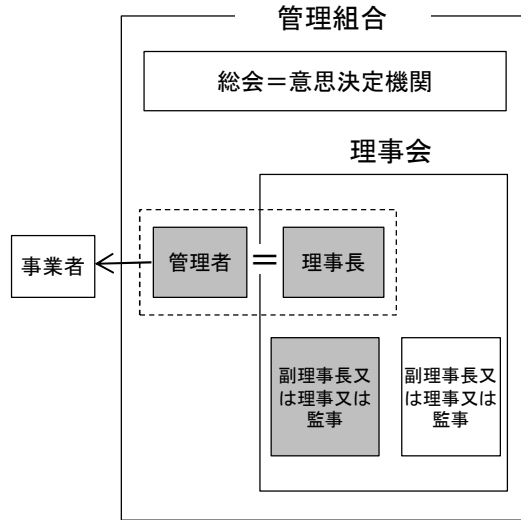 管理組合
総会＝意思決定機関
理事会
事業者
管理者
＝
理事長
副理事長又
は理事又は
監事
副理事長又
は理事又は
監事